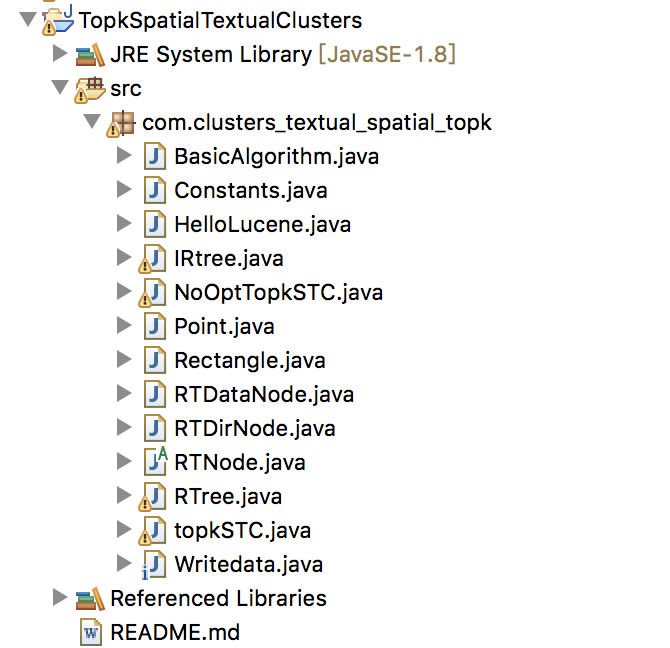 TopkSpatialTextualClusters
JRE System Library [JavaSE-1.8]
src
com.clusters_textual_spatial_topk
BasicAlgorithm.java
Constants.java
HelloLucene.java
IRtree.java
NoOptTopkSTC.java
Point.java
Rectangle.java
RTDataNode.java
RTDirNode.java
RTNode.java
RTree.java
topkSTC.java
Writedata.java
Referenced Libraries
README.md